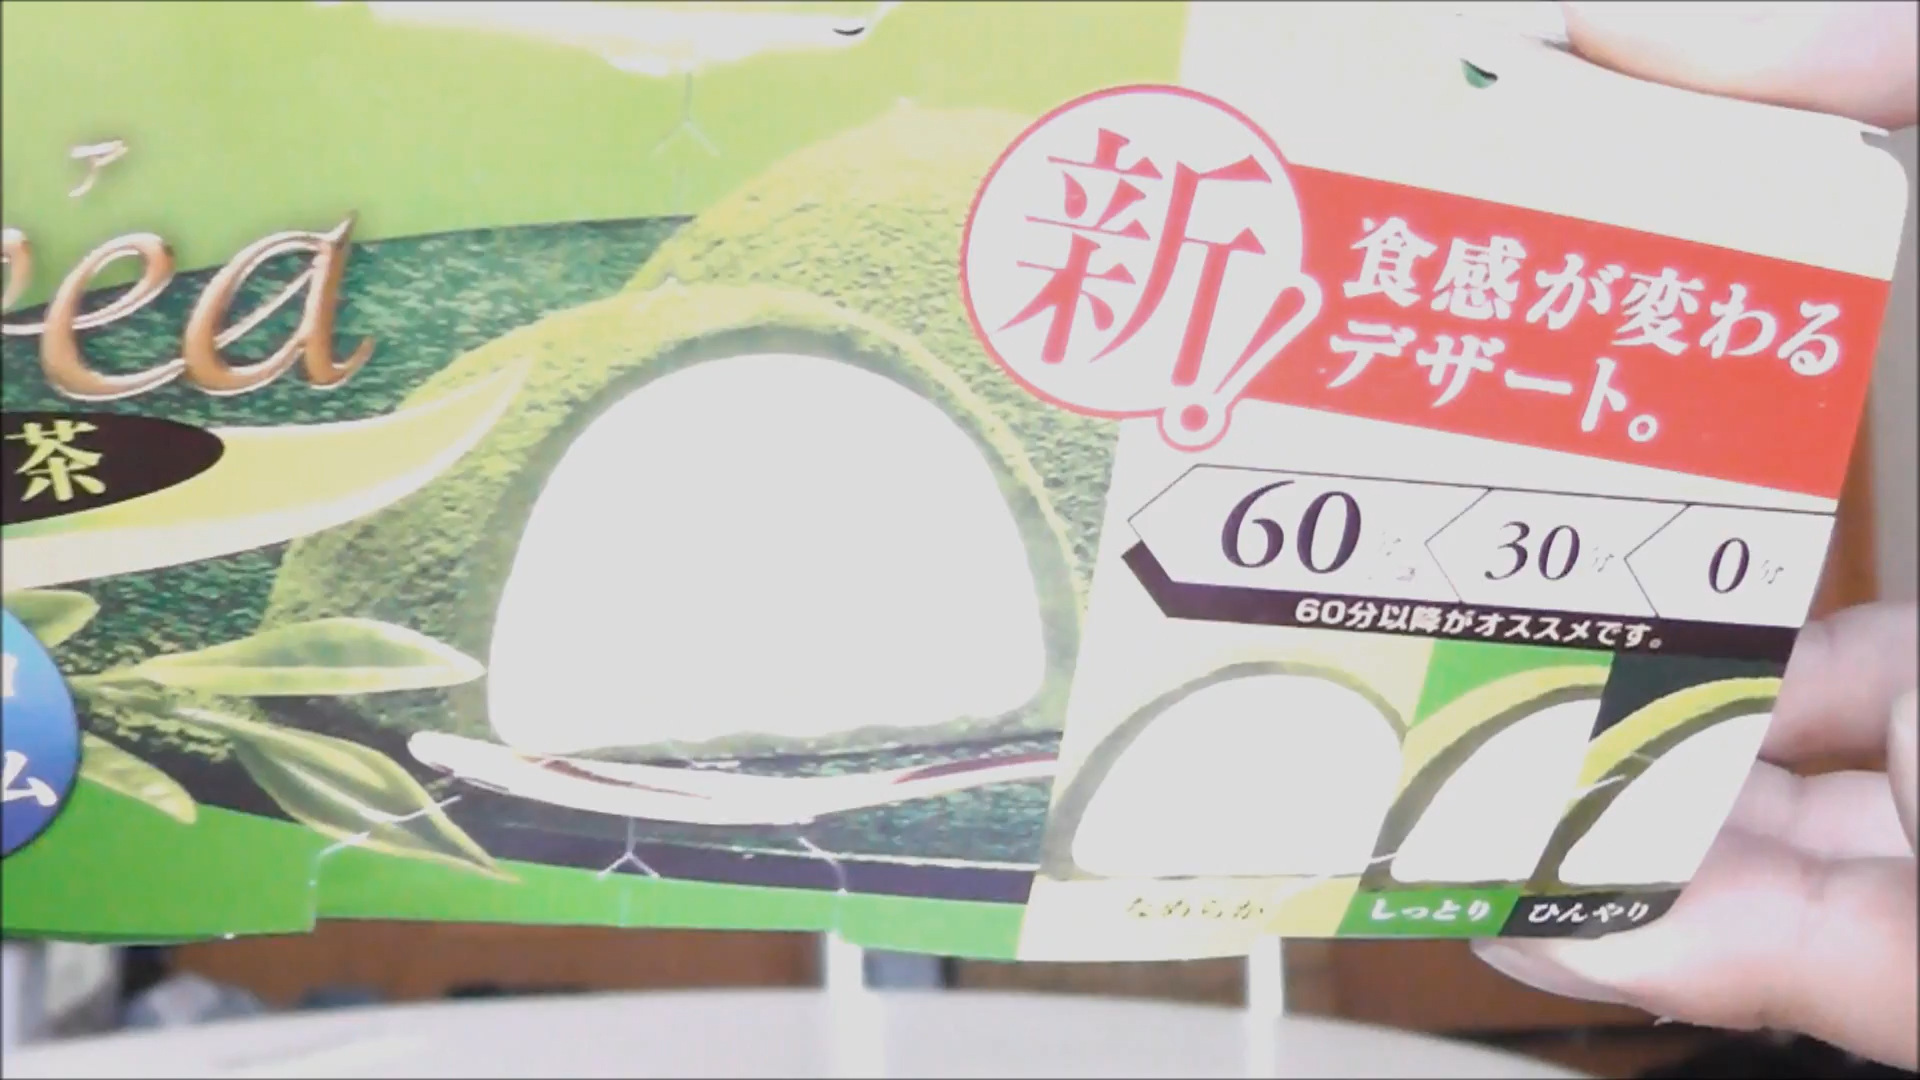 ア
ea
茶
ム
新!
食感が変わる
デザート。
60分 30分 0分
60分以降がオススメです。
なめらか しっとり ひんやり